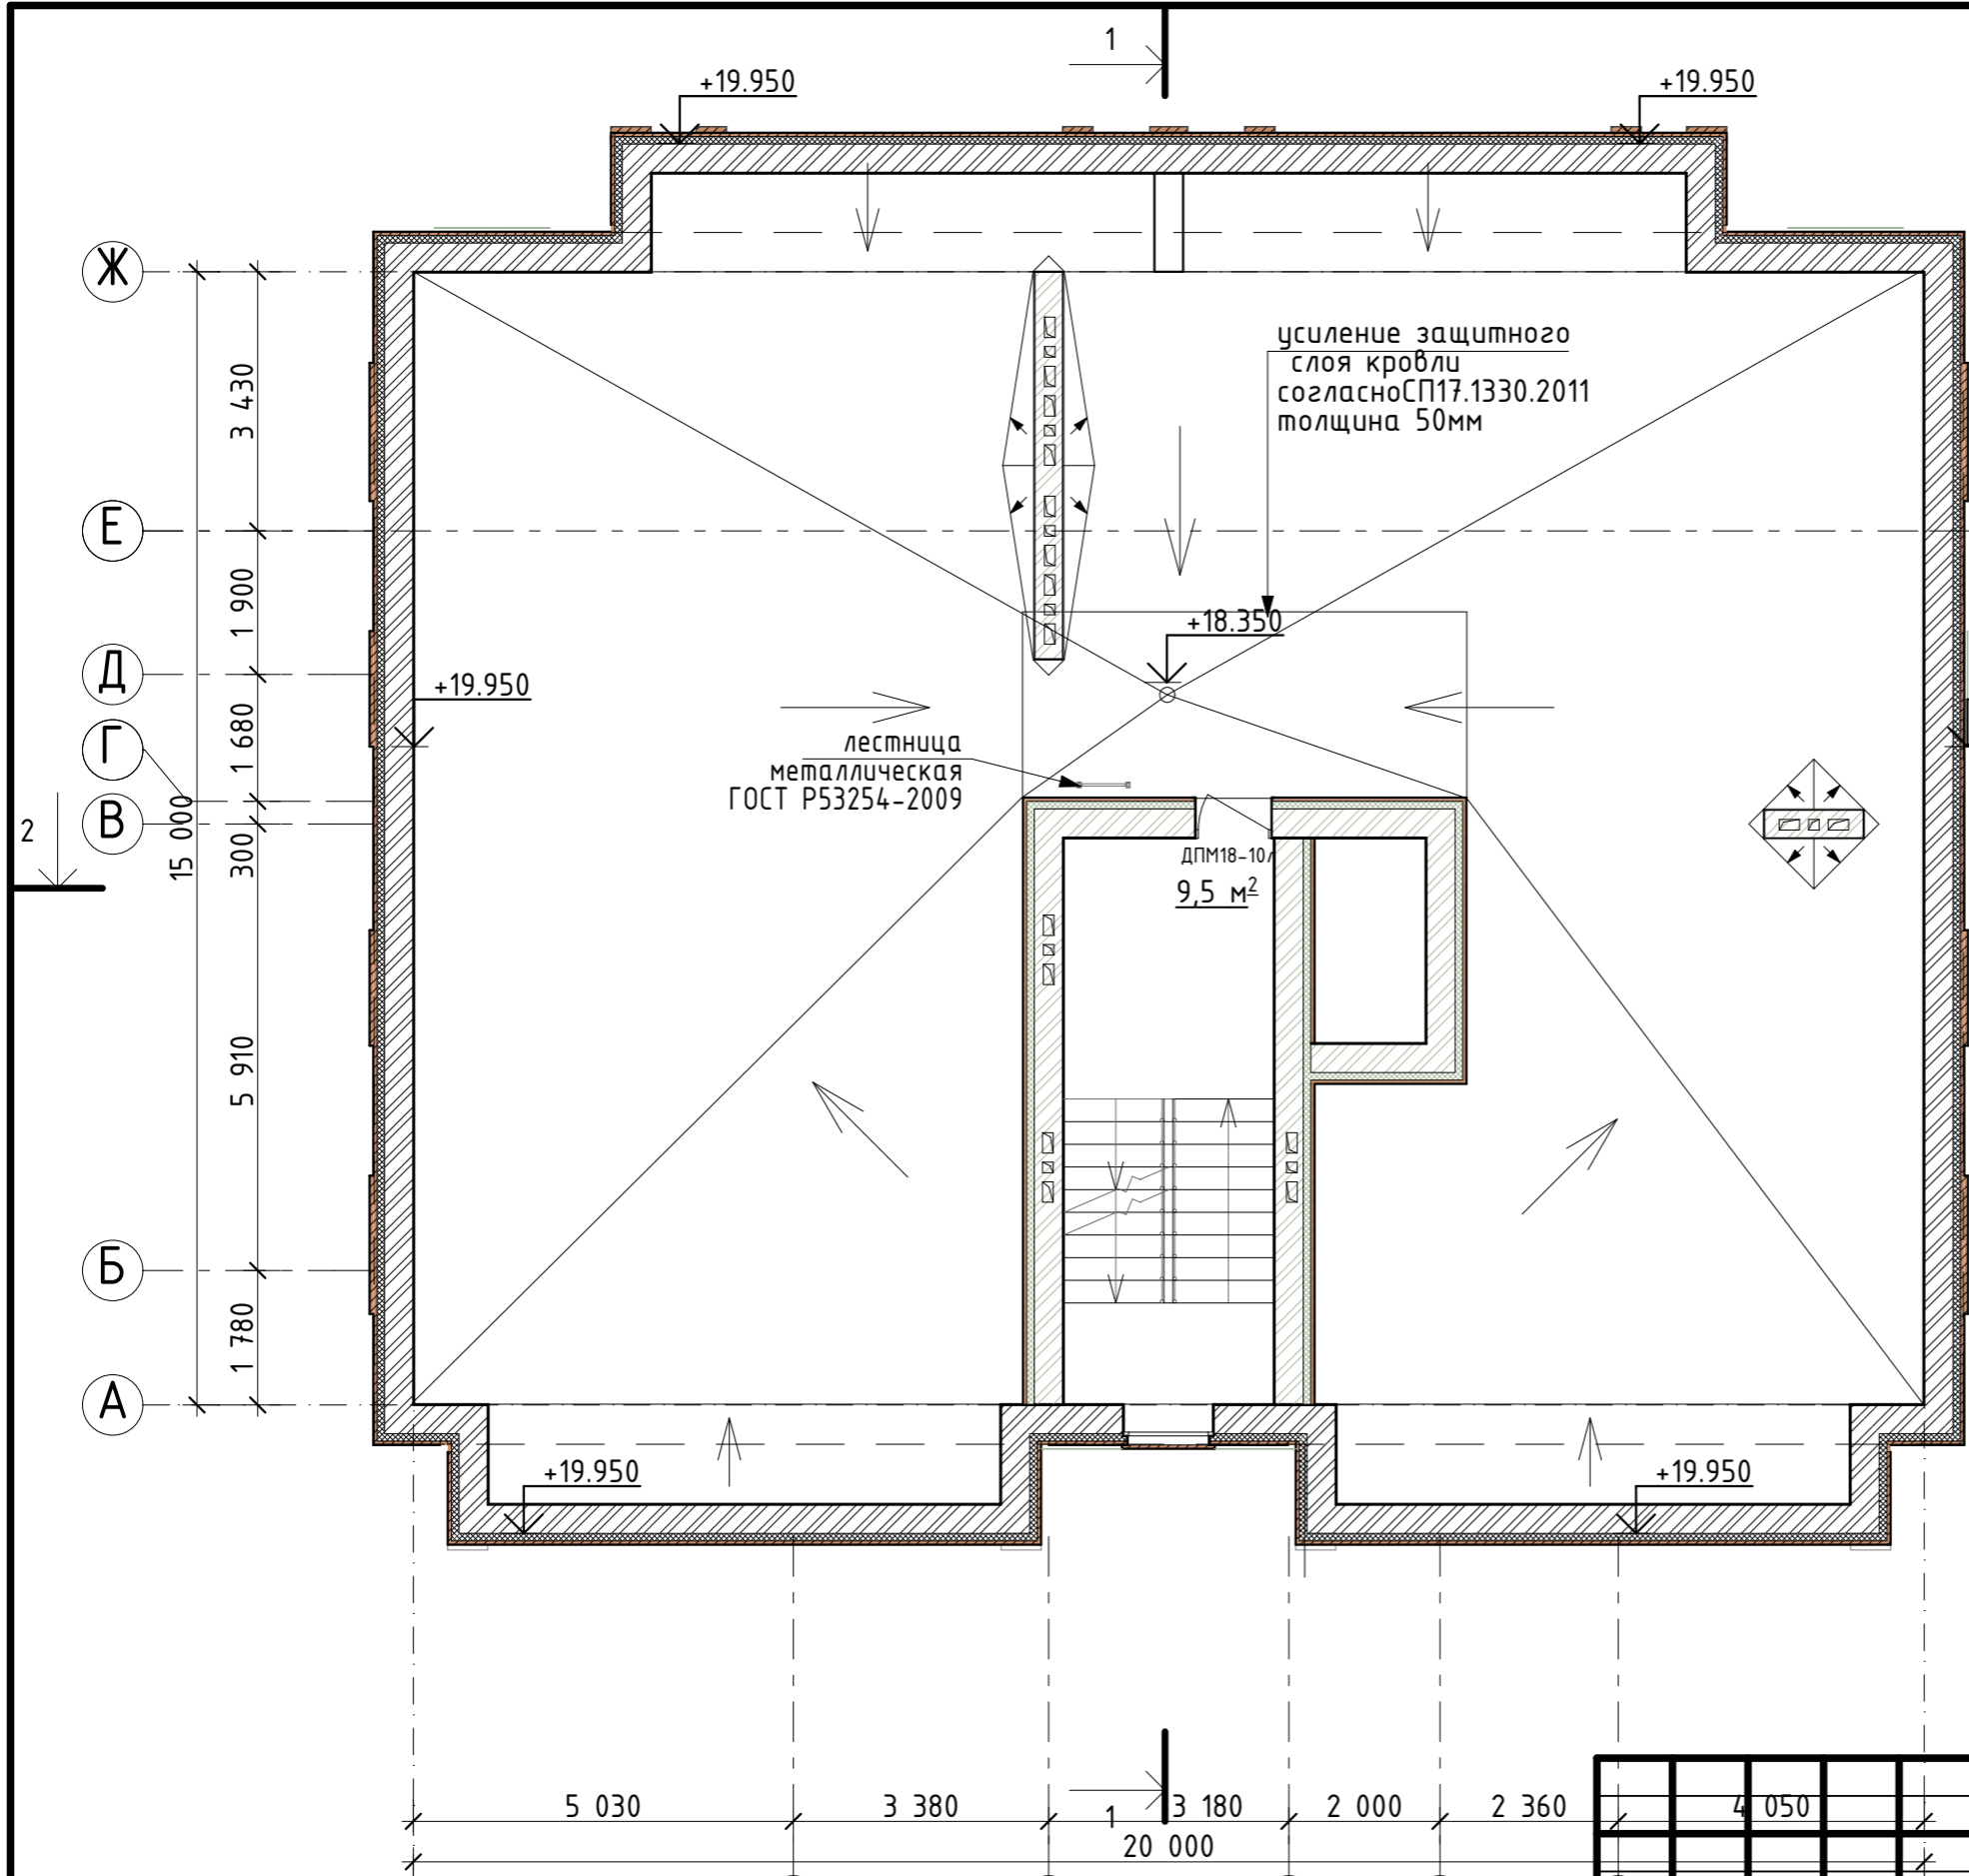 1
+19.950
+19.950
Ж
усиление защитного
слоя кровли
согласноСП17.1330.2011
толщина 50мм
3 430
Е
1 900
+18.350
Д
+19.950
1 680
Г
лестница
металлическая
ГОСТ Р53254-2009
В
2
15 000
300
ДПМ18-10л
9,5 м²
5 910
Б
1 780
А
+19.950
+19.950
5 030
3 380
3 180
2 000
2 360
4 050
1
20 000